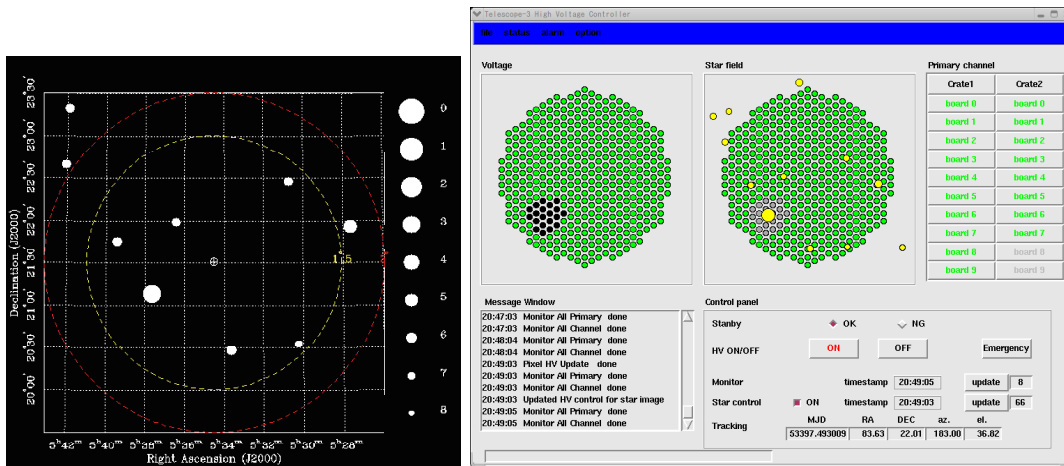 Telescope-3 High Voltage Controller
file status alarm option
Voltage
Star field
Primary channel
Crate1 Crate2
board 0 board 0
board 1 board 1
board 2 board 2
board 3 board 3
board 4 board 4
board 5 board 5
board 6 board 6
board 7 board 7
board 8 board 8
board 9 board 9
23°30'
23°00'
22°30'
22°00'
21°30'
21°00'
20°30'
20°00'
Declination (J2000)
1.5
0
1
2
3
4
5
6
7
8
5ʰ42ᵐ 5ʰ40ᵐ 5ʰ38ᵐ 5ʰ36ᵐ 5ʰ34ᵐ 5ʰ32ᵐ 5ʰ30ᵐ 5ʰ28ᵐ
Right Ascension (J2000)
Message Window
20:47:03 Monitor All Primary done
20:47:03 Monitor All Channel done
20:48:04 Monitor All Primary done
20:48:04 Monitor All Channel done
20:49:03 Pixel HV Update done
20:49:03 Monitor All Primary done
20:49:03 Monitor All Channel done
20:49:03 Updated HV control for star image
20:49:05 Monitor All Primary done
20:49:05 Monitor All Channel done
Control panel
Stanby OK NG
HV ON/OFF ON OFF Emergency
Monitor timestamp 20:49:05 update 8
Star control ON timestamp 20:49:03 update 66
Tracking MJD RA DEC az. el.
53397.493009 83.63 22.01 183.00 36.82